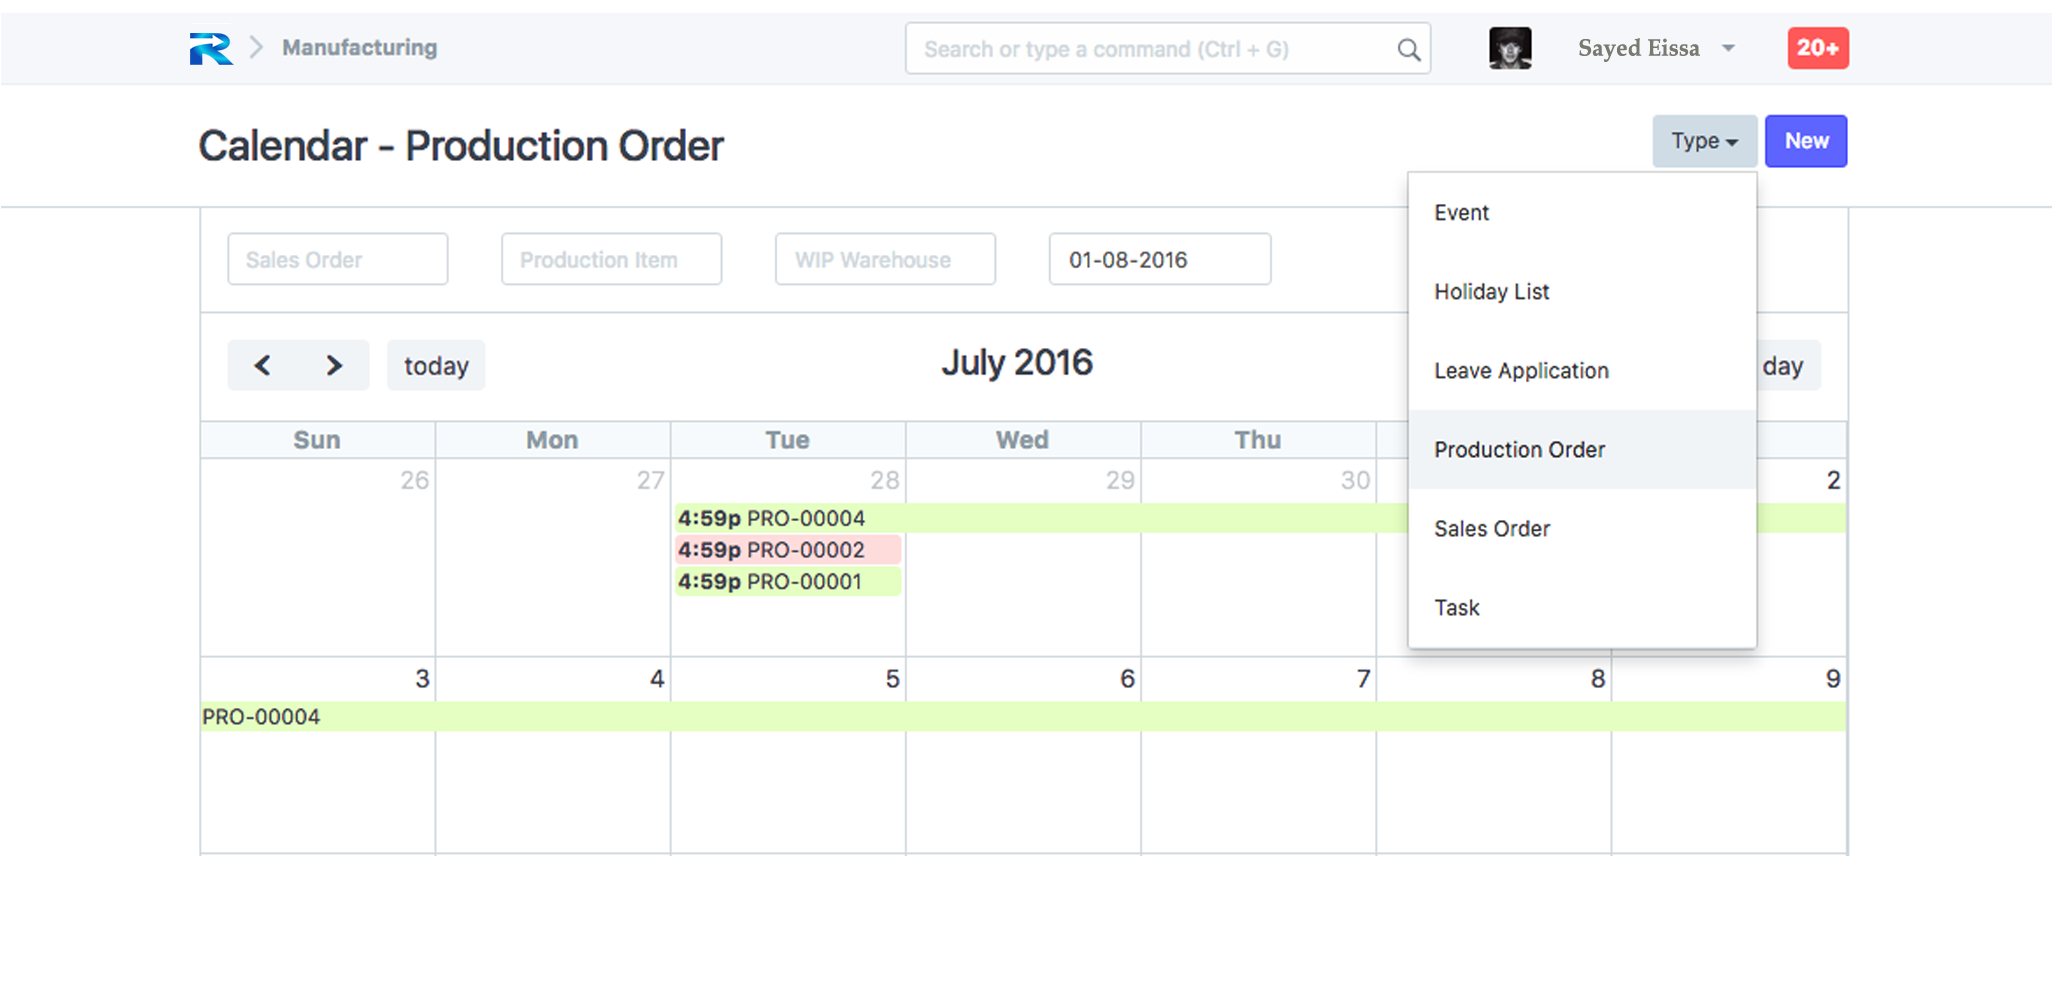 Manufacturing
Search or type a command (Ctrl + G)
Sayed Eissa
20+
Calendar - Production Order
Type
New
Event
Holiday List
Leave Application
Production Order
Sales Order
Task
Sales Order
Production Item
WIP Warehouse
01-08-2016
today
July 2016
day
Sun Mon Tue Wed Thu
26 27 28 29 30 2
4:59p PRO-00004
4:59p PRO-00002
4:59p PRO-00001
3 4 5 6 7 8 9
PRO-00004